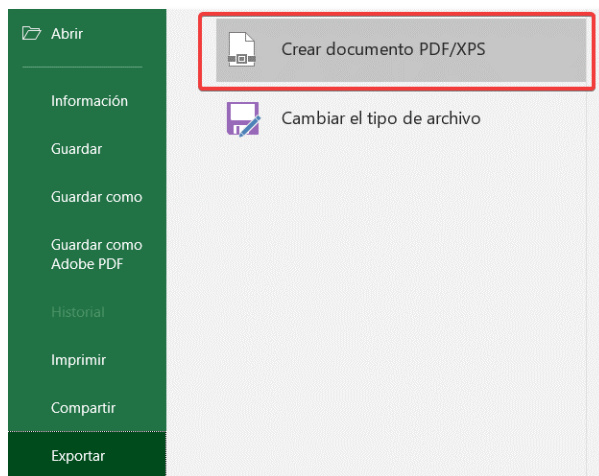 Abrir
Información
Guardar
Guardar como
Guardar como
Adobe PDF
Historial
Imprimir
Compartir
Exportar
Crear documento PDF/XPS
Cambiar el tipo de archivo